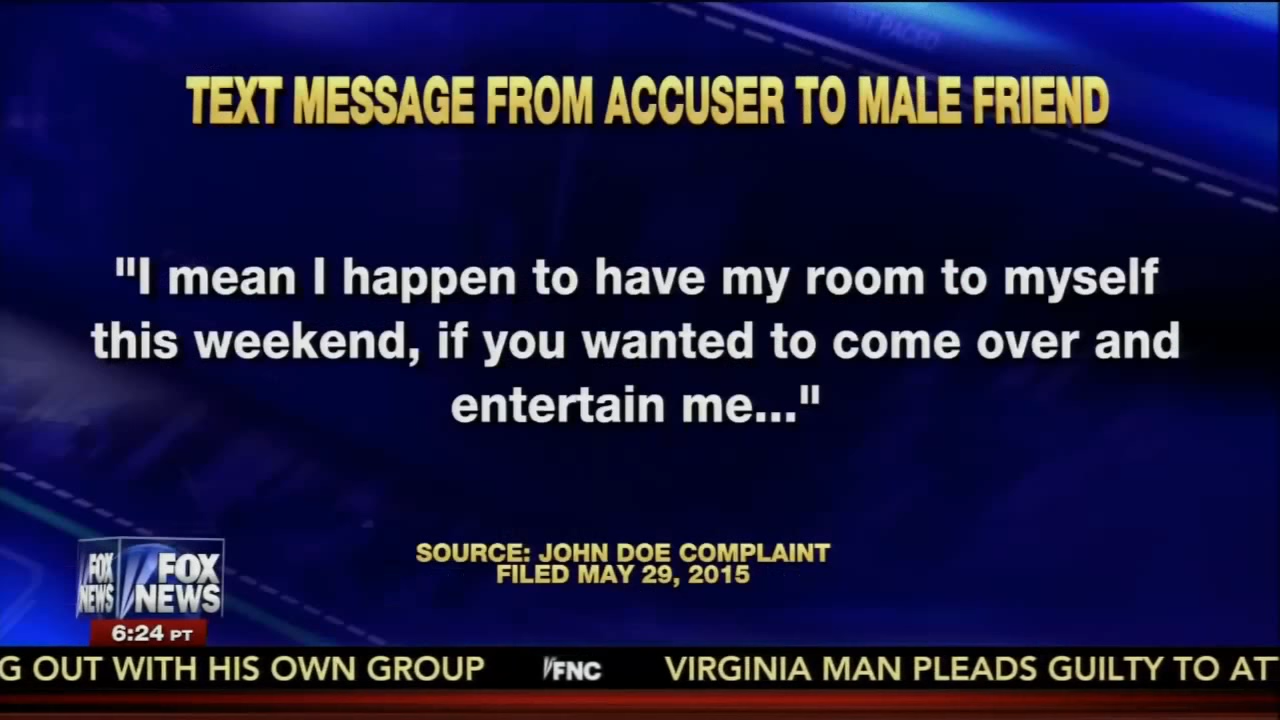 TEXT MESSAGE FROM ACCUSER TO MALE FRIEND
"I mean I happen to have my room to myself
this weekend, if you wanted to come over and
entertain me..."
SOURCE: JOHN DOE COMPLAINT
FILED MAY 29, 2015
FOX NEWS
FOX NEWS
6:24 PT
G OUT WITH HIS OWN GROUP FNC VIRGINIA MAN PLEADS GUILTY TO AT